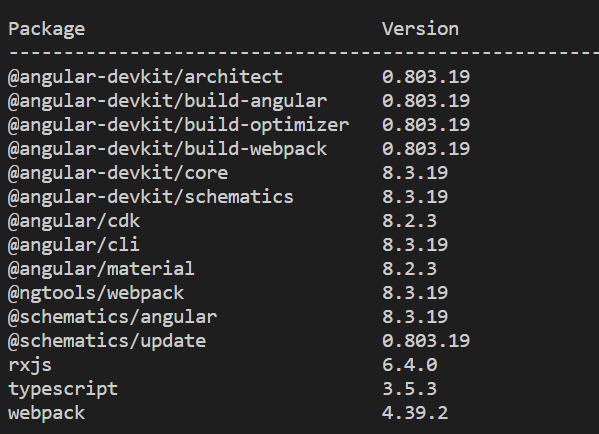 Package                           Version
------------------------------------------------------
@angular-devkit/architect         0.803.19
@angular-devkit/build-angular     0.803.19
@angular-devkit/build-optimizer   0.803.19
@angular-devkit/build-webpack     0.803.19
@angular-devkit/core              8.3.19
@angular-devkit/schematics        8.3.19
@angular/cdk                      8.2.3
@angular/cli                      8.3.19
@angular/material                 8.2.3
@ngtools/webpack                  8.3.19
@schematics/angular               8.3.19
@schematics/update                0.803.19
rxjs                              6.4.0
typescript                        3.5.3
webpack                           4.39.2